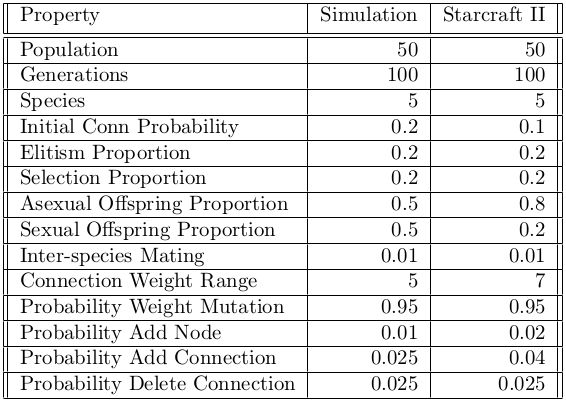 Property Simulation Starcraft II
Population 50 50
Generations 100 100
Species 5 5
Initial Conn Probability 0.2 0.1
Elitism Proportion 0.2 0.2
Selection Proportion 0.2 0.2
Asexual Offspring Proportion 0.5 0.8
Sexual Offspring Proportion 0.5 0.2
Inter-species Mating 0.01 0.01
Connection Weight Range 5 7
Probability Weight Mutation 0.95 0.95
Probability Add Node 0.01 0.02
Probability Add Connection 0.025 0.04
Probability Delete Connection 0.025 0.025